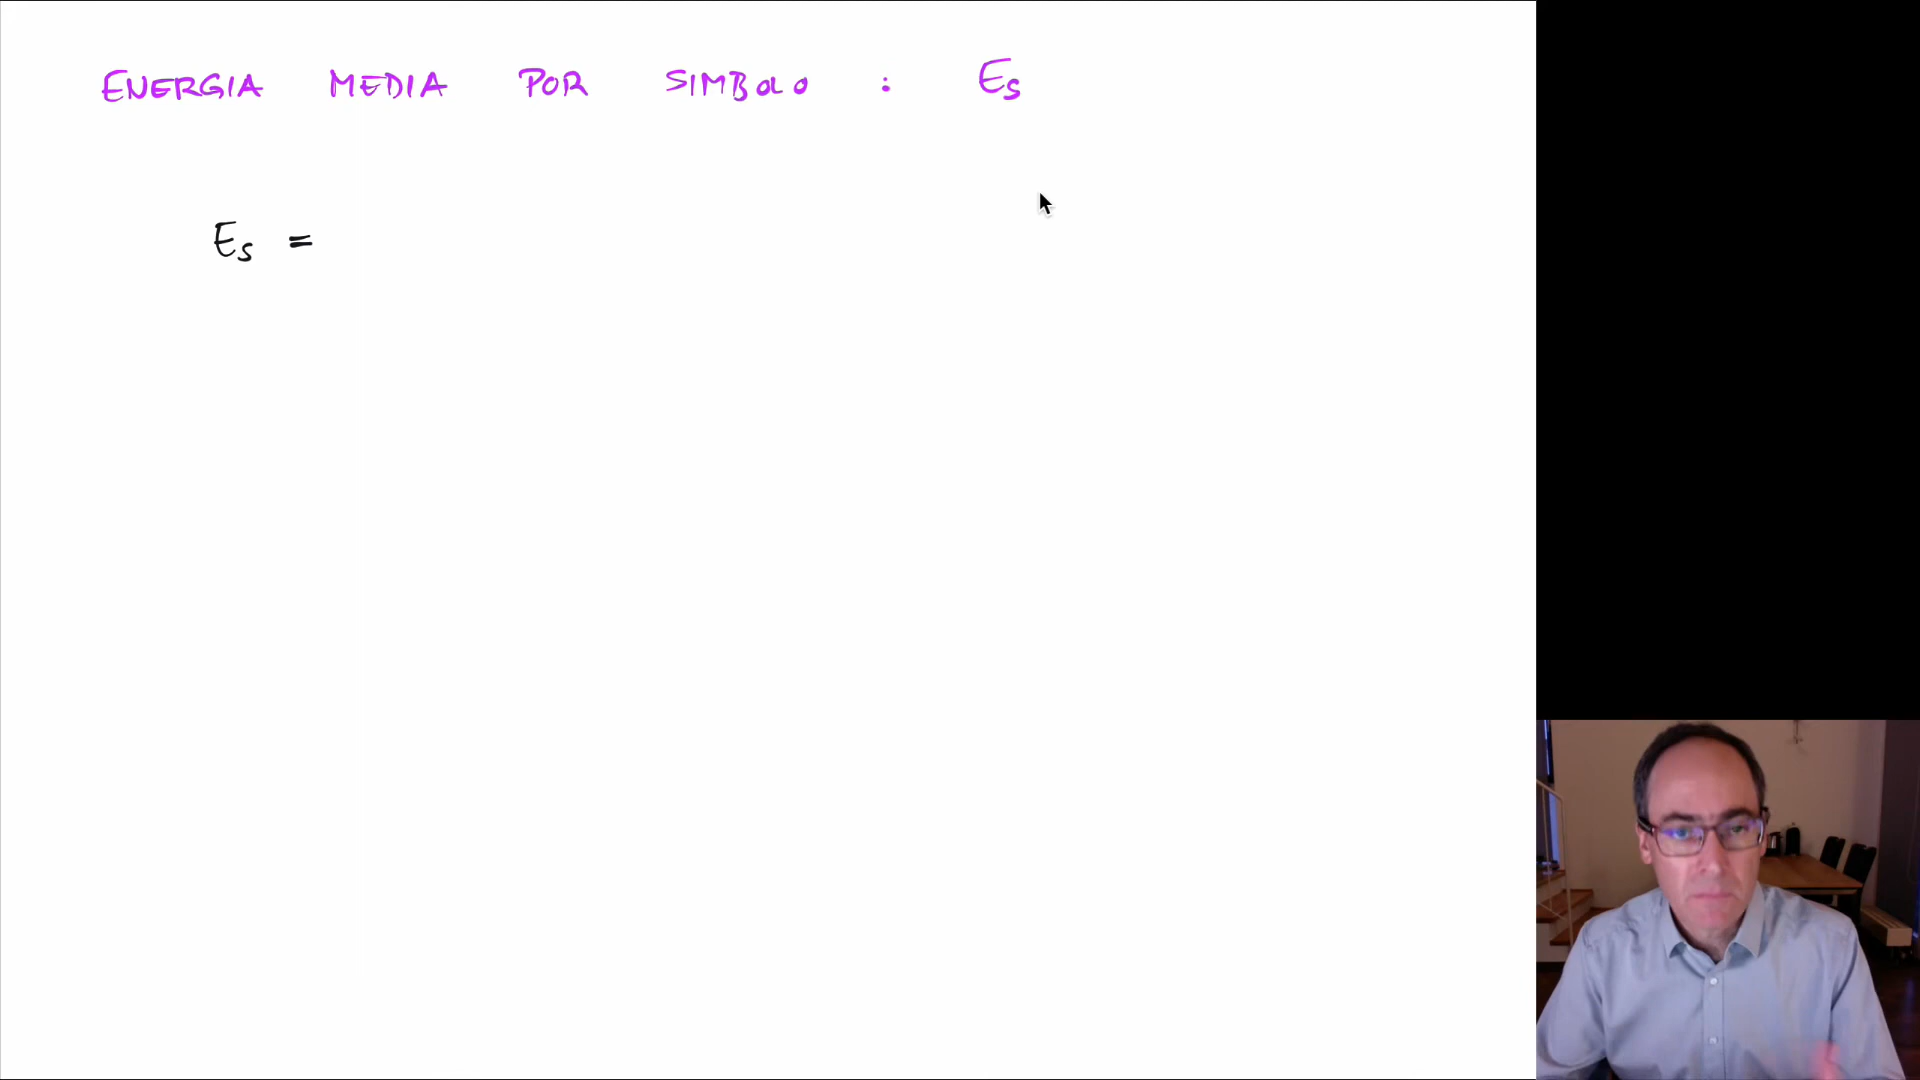 ENERGIA MEDIA POR SIMBOLO : Es
Es =